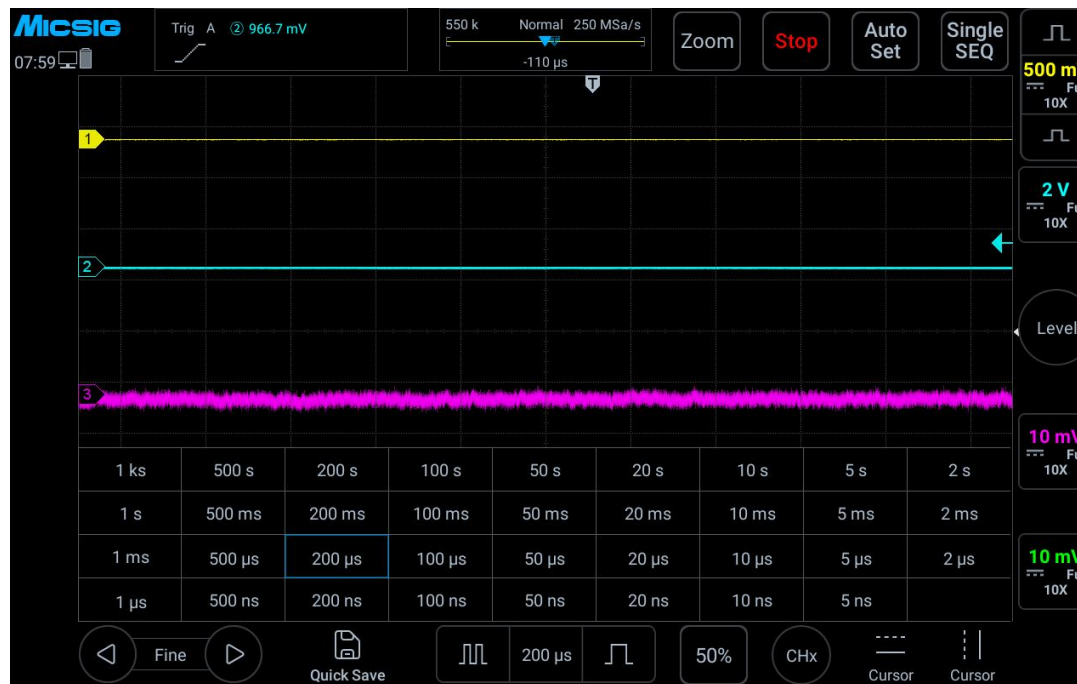 MICSIG
07:59
Trig A ② 966.7 mV
550 k Normal 250 MSa/s
-110 µs
Zoom
Stop
Auto
Set
Single
SEQ
T
500 m
10X
1
2 V
10X
2
Level
3
10 mV
10X
1 ks 500 s 200 s 100 s 50 s 20 s 10 s 5 s 2 s
1 s 500 ms 200 ms 100 ms 50 ms 20 ms 10 ms 5 ms 2 ms
1 ms 500 µs 200 µs 100 µs 50 µs 20 µs 10 µs 5 µs 2 µs
1 µs 500 ns 200 ns 100 ns 50 ns 20 ns 10 ns 5 ns
10 mV
10X
Fine
Quick Save
200 µs
50%
CHx
Cursor
Cursor